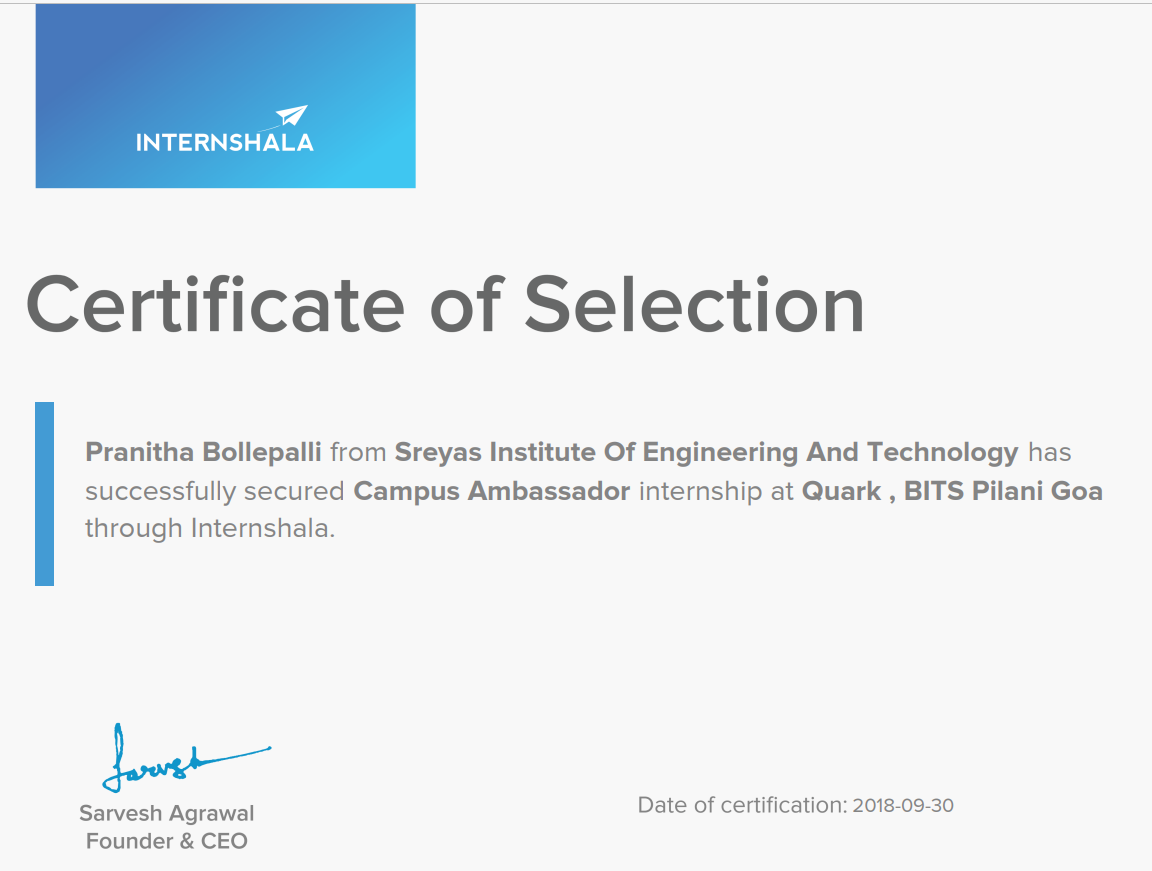 INTERNSHALA
Certificate of Selection
Pranitha Bollepalli from Sreyas Institute Of Engineering And Technology has
successfully secured Campus Ambassador internship at Quark , BITS Pilani Goa
through Internshala.
Sarvesh
Sarvesh Agrawal
Founder & CEO
Date of certification: 2018-09-30